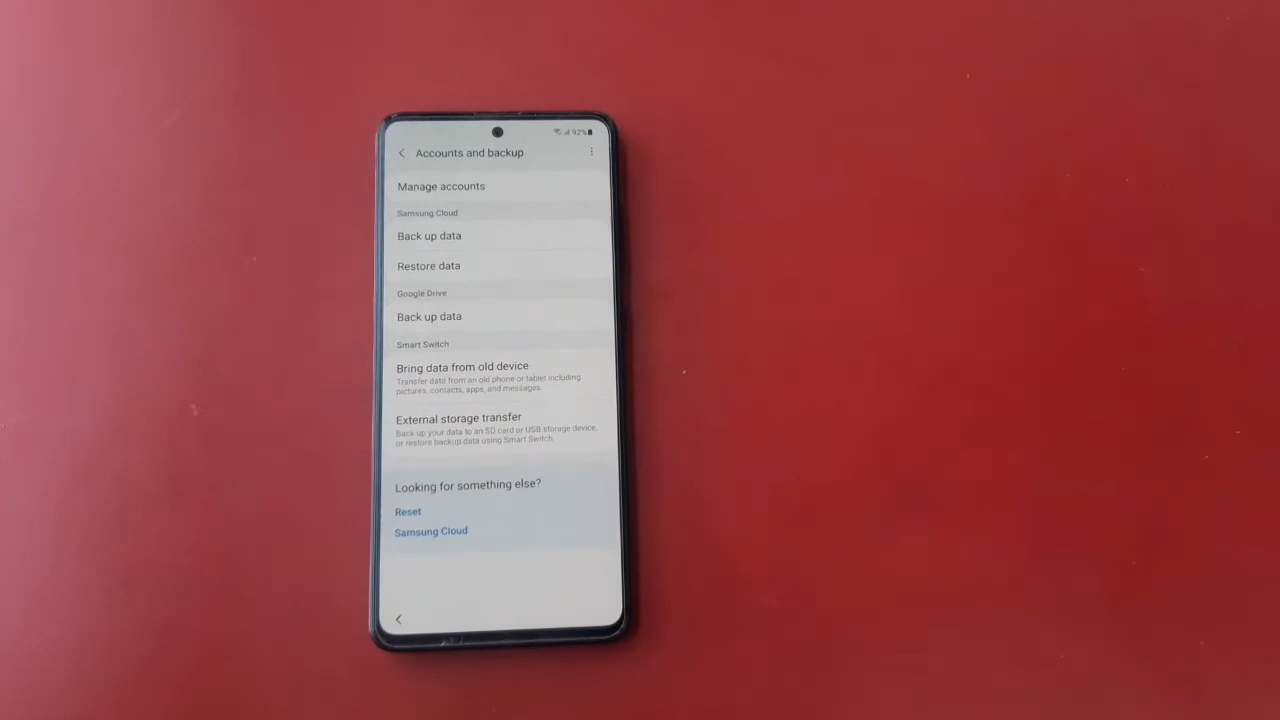 92%
Accounts and backup
Manage accounts
Samsung Cloud
Back up data
Restore data
Google Drive
Back up data
Smart Switch
Bring data from old device
Transfer data from an old phone or tablet including
pictures, contacts, apps, and messages.
External storage transfer
Back up your data to an SD card or USB storage device,
or restore backup data using Smart Switch.
Looking for something else?
Reset
Samsung Cloud